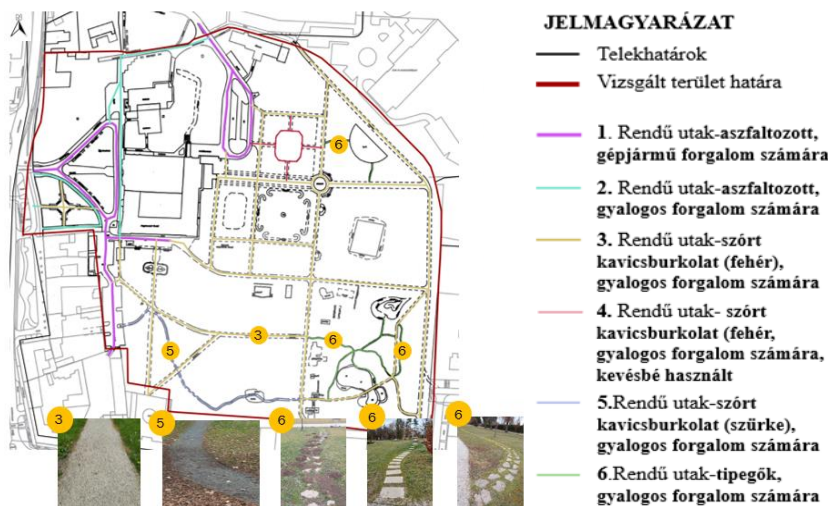 JELMAGYARÁZAT
Telekhatárok
Vizsgált terület határa
1. Rendű utak-aszfaltozott,
gépjármű forgalom számára
2. Rendű utak-aszfaltozott,
gyalogos forgalom számára
3. Rendű utak-szórt
kavicsburkolat (fehér),
gyalogos forgalom számára
4. Rendű utak- szórt
kavicsburkolat (fehér,
gyalogos forgalom számára,
kevésbé használt
5.Rendű utak-szórt
kavicsburkolat (szürke),
gyalogos forgalom számára
6.Rendű utak-tipegők,
gyalogos forgalom számára
6
3
5
6
6
3
5
6
6
6